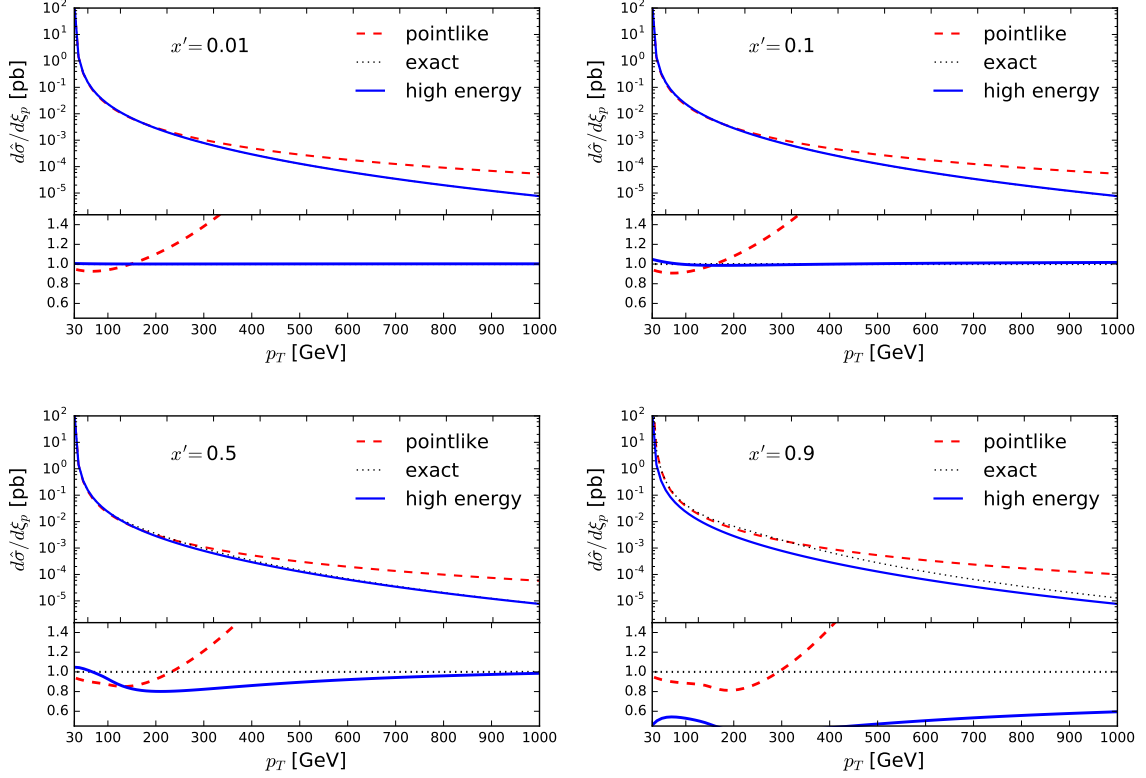 10² 10¹ 10⁰ 10⁻¹ 10⁻² 10⁻³ 10⁻⁴ 10⁻⁵
dσ̂/dξₚ [pb]
x′=0.01
pointlike
exact
high energy
1.4 1.2 1.0 0.8 0.6
30 100 200 300 400 500 600 700 800 900 1000
p_T [GeV]
10² 10¹ 10⁰ 10⁻¹ 10⁻² 10⁻³ 10⁻⁴ 10⁻⁵
dσ̂/dξₚ [pb]
x′=0.1
pointlike
exact
high energy
1.4 1.2 1.0 0.8 0.6
30 100 200 300 400 500 600 700 800 900 1000
p_T [GeV]
10² 10¹ 10⁰ 10⁻¹ 10⁻² 10⁻³ 10⁻⁴ 10⁻⁵
dσ̂/dξₚ [pb]
x′=0.5
pointlike
exact
high energy
1.4 1.2 1.0 0.8 0.6
30 100 200 300 400 500 600 700 800 900 1000
p_T [GeV]
10² 10¹ 10⁰ 10⁻¹ 10⁻² 10⁻³ 10⁻⁴ 10⁻⁵
dσ̂/dξₚ [pb]
x′=0.9
pointlike
exact
high energy
1.4 1.2 1.0 0.8 0.6
30 100 200 300 400 500 600 700 800 900 1000
p_T [GeV]